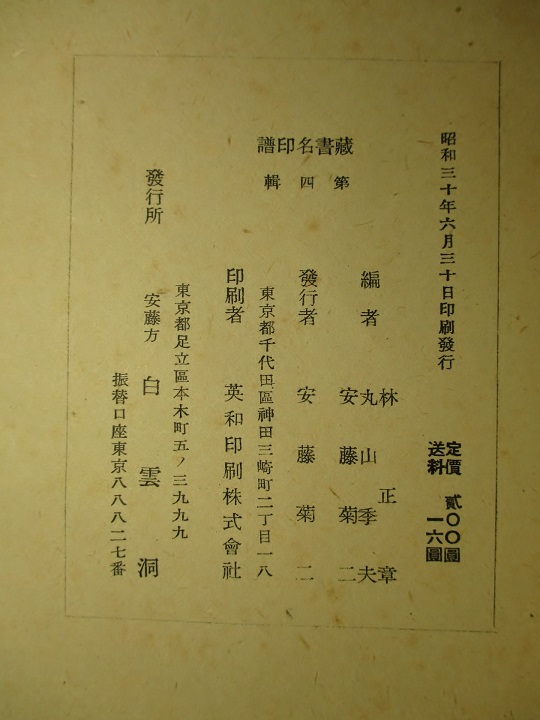 昭和三十年六月三十日印刷發行
定價　貳〇〇圓
送料　一六圓
藏書名印譜
第四輯
編者
林正章
丸山季夫
安藤菊二
發行者　安藤菊二
東京都千代田區神田三崎町二丁目一八
印刷者　英和印刷株式會社
東京都足立區本木町五ノ三九九九
發行所　安藤方　白雲洞
振替口座東京八八八二七番